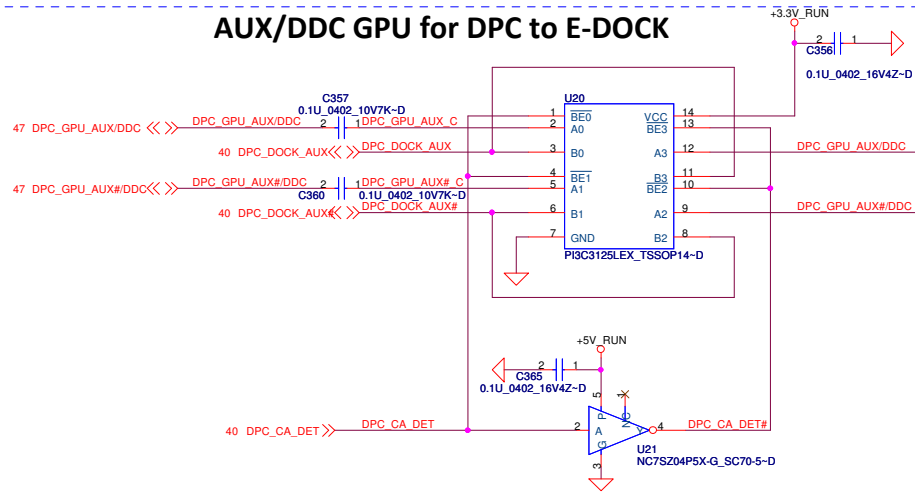 AUX/DDC GPU for DPC to E-DOCK
+3.3V_RUN
2 1
C356
0.1U_0402_16V4Z~D
C357
0.1U_0402_10V7K~D
U20
47 DPC_GPU_AUX/DDC DPC_GPU_AUX/DDC 2 1 DPC_GPU_AUX_C
1 BE0 VCC 14
2 A0 BE3 13
40 DPC_DOCK_AUX DPC_DOCK_AUX
3 B0 A3 12 DPC_GPU_AUX/DDC
47 DPC_GPU_AUX#/DDC DPC_GPU_AUX#/DDC 2 1 DPC_GPU_AUX#_C
4 BE1 B3 11
5 A1 BE2 10
C360 0.1U_0402_10V7K~D
40 DPC_DOCK_AUX# DPC_DOCK_AUX#
6 B1 A2 9 DPC_GPU_AUX#/DDC
7 GND B2 8
PI3C3125LEX_TSSOP14~D
+5V_RUN
2 1
C365
0.1U_0402_16V4Z~D
5 P NC 1
40 DPC_CA_DET DPC_CA_DET 2 A Y 4 DPC_CA_DET#
G 3
U21
NC7SZ04P5X-G_SC70-5~D